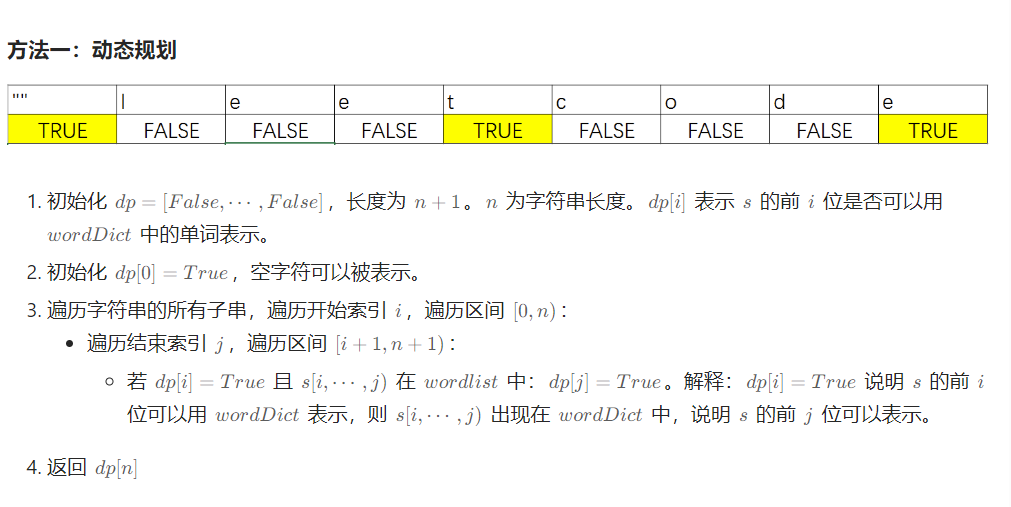 方法一：动态规划
"" l e e t c o d e
TRUE FALSE FALSE FALSE TRUE FALSE FALSE FALSE TRUE
1. 初始化 dp = [False, ⋯ , False]，长度为 n + 1。n 为字符串长度。dp[i] 表示 s 的前 i 位是否可以用
wordDict 中的单词表示。
2. 初始化 dp[0] = True，空字符可以被表示。
3. 遍历字符串的所有子串，遍历开始索引 i，遍历区间 [0, n)：
• 遍历结束索引 j，遍历区间 [i + 1, n + 1)：
◦ 若 dp[i] = True 且 s[i, ⋯ , j) 在 wordlist 中：dp[j] = True。解释：dp[i] = True 说明 s 的前 i
位可以用 wordDict 表示，则 s[i, ⋯ , j) 出现在 wordDict 中，说明 s 的前 j 位可以表示。
4. 返回 dp[n]